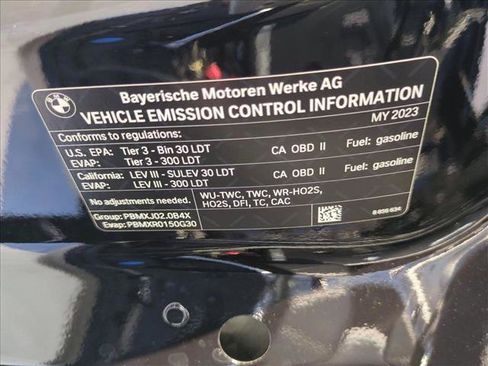 BMW
Bayerische Motoren Werke AG
VEHICLE EMISSION CONTROL INFORMATION
Conforms to regulations: MY 2023
U.S. EPA: Tier 3 - Bin 30 LDT CA OBD II Fuel: gasoline
EVAP: Tier 3 - 300 LDT
California: LEV III - SULEV 30 LDT CA OBD II Fuel: gasoline
EVAP: LEV III - 300 LDT
No adjustments needed. WU-TWC, TWC, WR-HO2S,
HO2S, DFI, TC, CAC
Group: PBMXJ02.0B4X
Evap: PBMXR0150G30